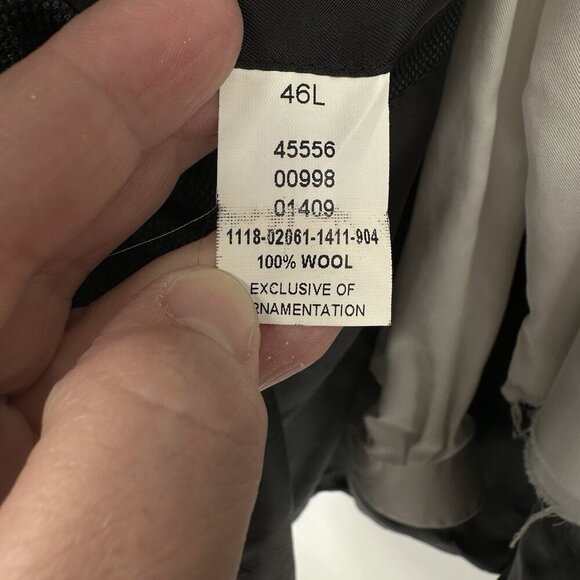 46L
45556
00998
01409
1118-02061-1411-904
100% WOOL
EXCLUSIVE OF
RNAMENTATION